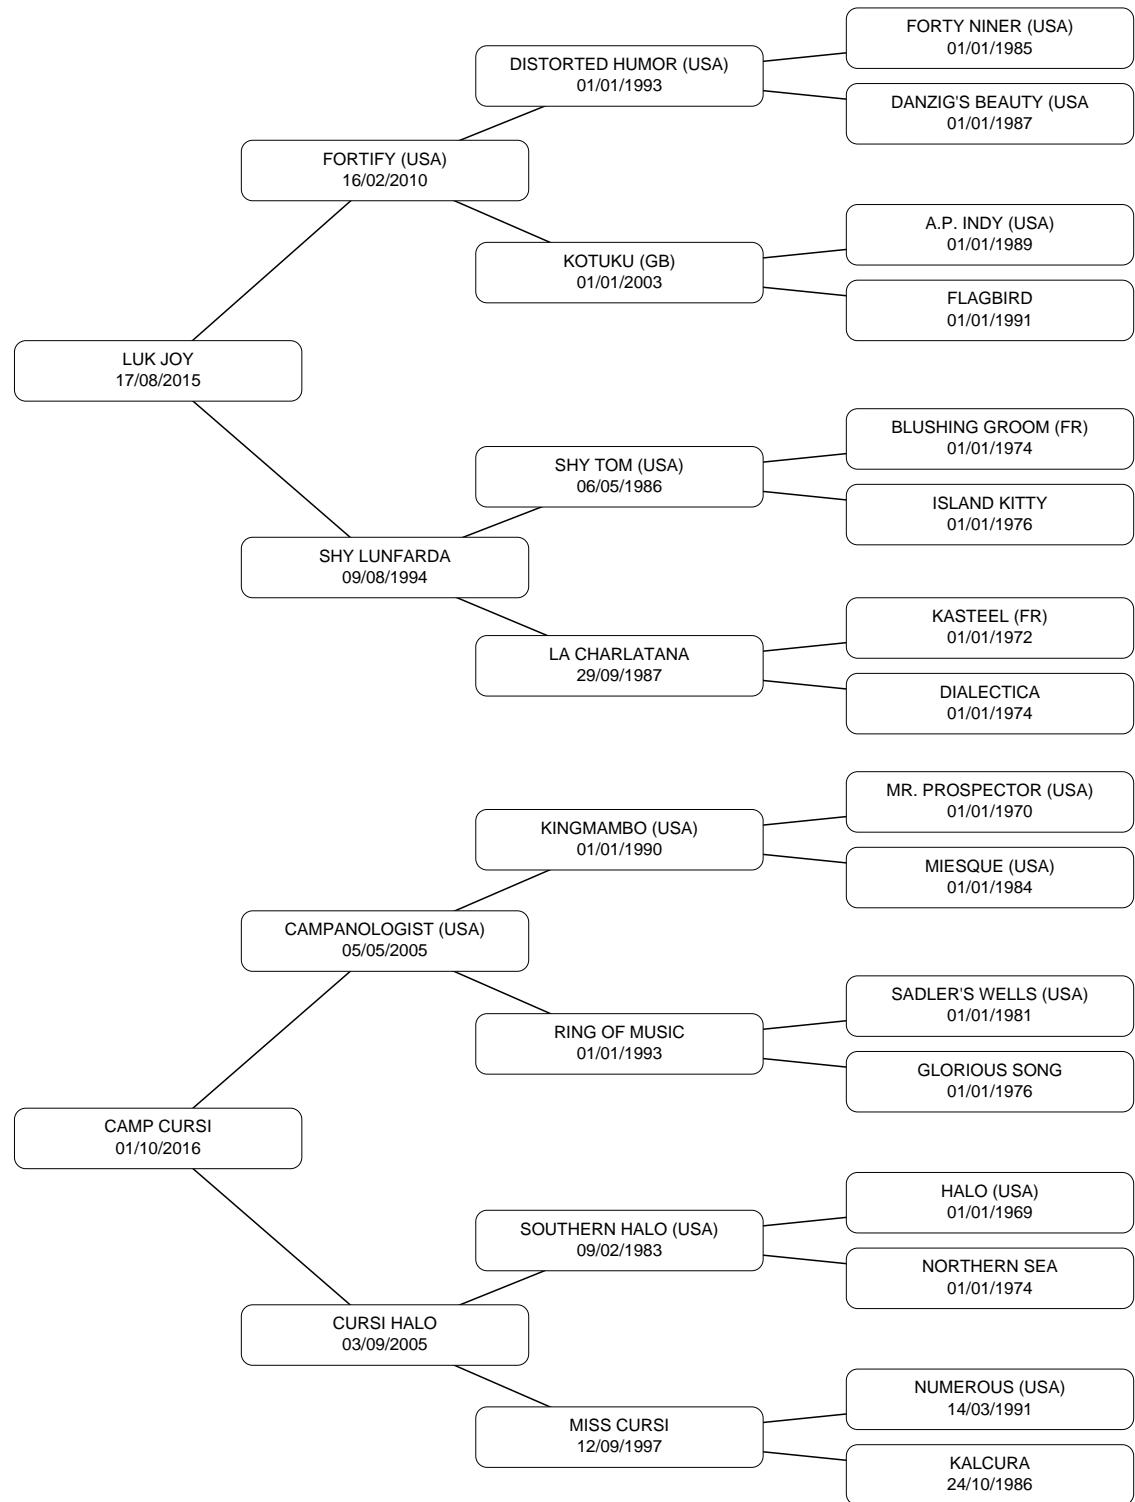 FORTY NINER (USA)
01/01/1985
DISTORTED HUMOR (USA)
01/01/1993
DANZIG'S BEAUTY (USA
01/01/1987
FORTIFY (USA)
16/02/2010
A.P. INDY (USA)
01/01/1989
KOTUKU (GB)
01/01/2003
FLAGBIRD
01/01/1991
LUK JOY
17/08/2015
BLUSHING GROOM (FR)
01/01/1974
SHY TOM (USA)
06/05/1986
ISLAND KITTY
01/01/1976
SHY LUNFARDA
09/08/1994
KASTEEL (FR)
01/01/1972
LA CHARLATANA
29/09/1987
DIALECTICA
01/01/1974
MR. PROSPECTOR (USA)
01/01/1970
KINGMAMBO (USA)
01/01/1990
MIESQUE (USA)
01/01/1984
CAMPANOLOGIST (USA)
05/05/2005
SADLER'S WELLS (USA)
01/01/1981
RING OF MUSIC
01/01/1993
GLORIOUS SONG
01/01/1976
CAMP CURSI
01/10/2016
HALO (USA)
01/01/1969
SOUTHERN HALO (USA)
09/02/1983
NORTHERN SEA
01/01/1974
CURSI HALO
03/09/2005
NUMEROUS (USA)
14/03/1991
MISS CURSI
12/09/1997
KALCURA
24/10/1986